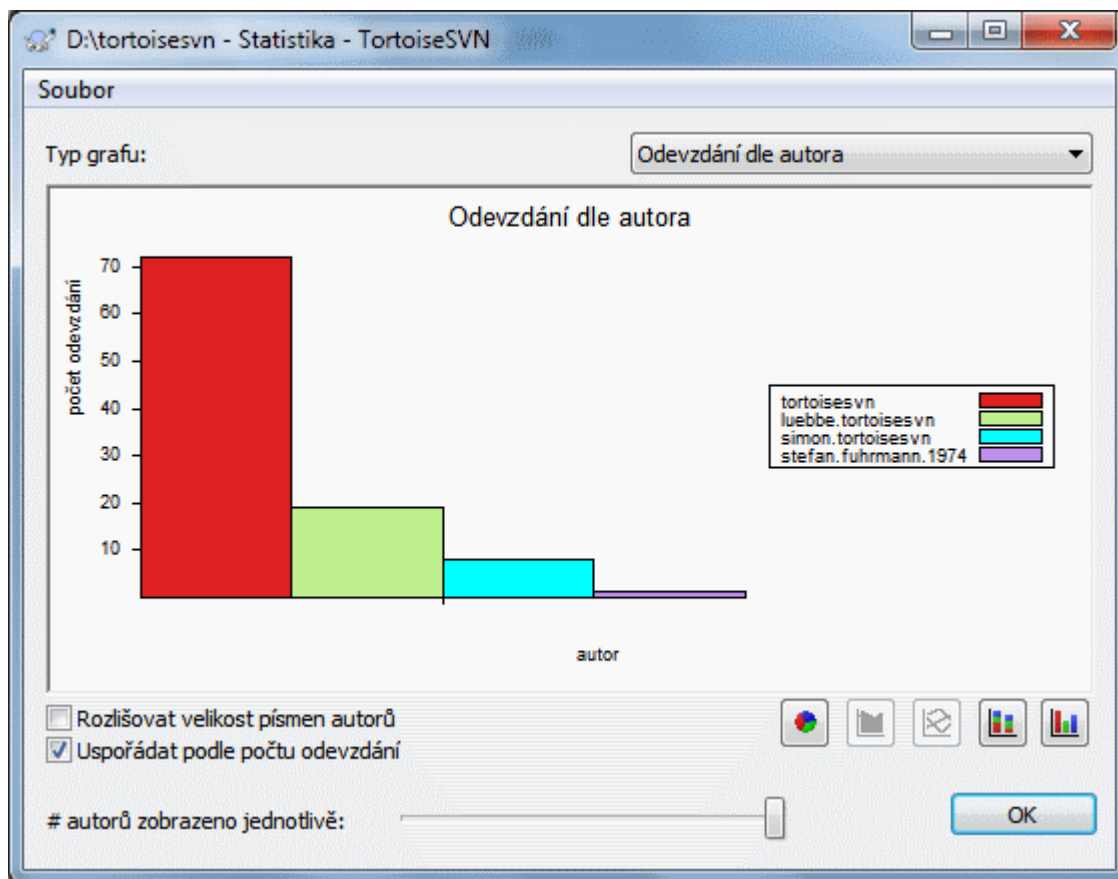 D:\tortoisesvn - Statistika - TortoiseSVN
Soubor
Typ grafu:
Odevzdání dle autora
Odevzdání dle autora
počet odevzdání
70
60
50
40
30
20
10
tortoisesvn
luebbe.tortoisesvn
simon.tortoisesvn
stefan.fuhrmann.1974
autor
Rozlišovat velikost písmen autorů
Uspořádat podle počtu odevzdání
# autorů zobrazeno jednotlivě:
OK